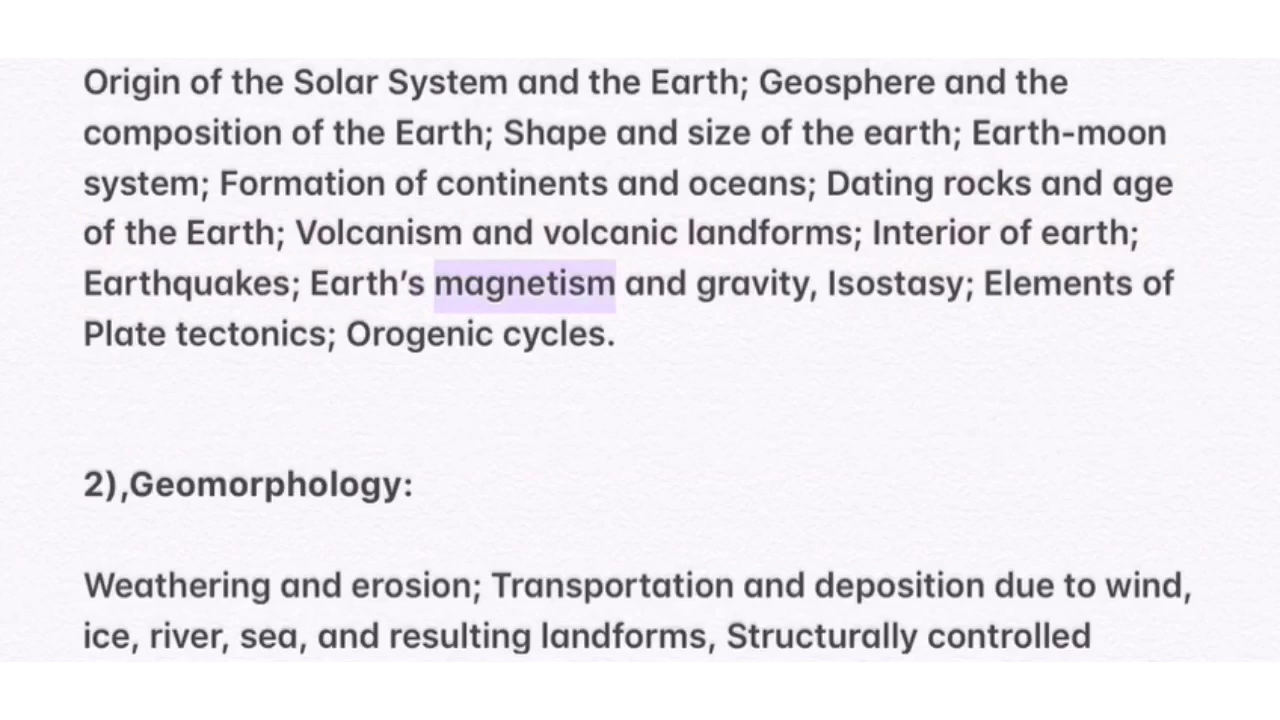 Origin of the Solar System and the Earth; Geosphere and the
composition of the Earth; Shape and size of the earth; Earth-moon
system; Formation of continents and oceans; Dating rocks and age
of the Earth; Volcanism and volcanic landforms; Interior of earth;
Earthquakes; Earth’s magnetism and gravity, Isostasy; Elements of
Plate tectonics; Orogenic cycles.
2),Geomorphology:
Weathering and erosion; Transportation and deposition due to wind,
ice, river, sea, and resulting landforms, Structurally controlled